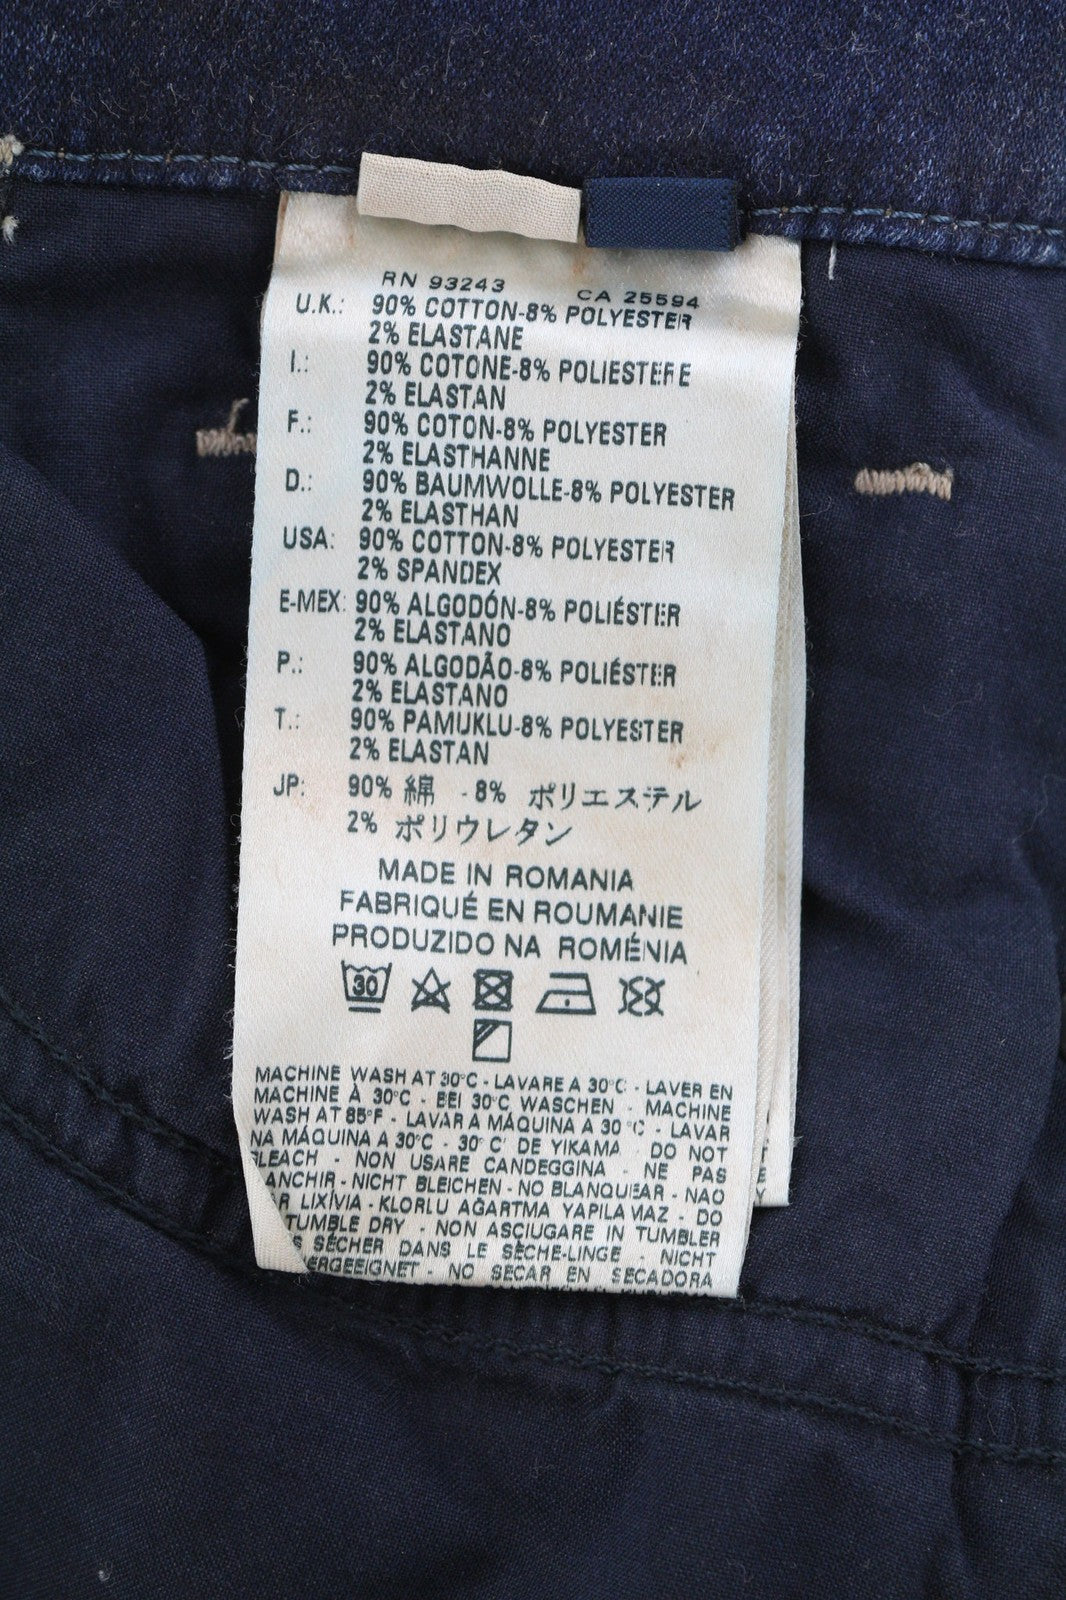 RN 93243 CA 25594
U.K.: 90% COTTON-8% POLYESTER
2% ELASTANE
I.: 90% COTONE-8% POLIESTERE
2% ELASTAN
F.: 90% COTON-8% POLYESTER
2% ELASTHANNE
D.: 90% BAUMWOLLE-8% POLYESTER
2% ELASTHAN
USA: 90% COTTON-8% POLYESTER
2% SPANDEX
E-MEX: 90% ALGODÓN-8% POLIÉSTER
2% ELASTANO
P.: 90% ALGODÃO-8% POLIÉSTER
2% ELASTANO
T.: 90% PAMUKLU-8% POLYESTER
2% ELASTAN
JP: 90% 綿 -8% ポリエステル
2% ポリウレタン
MADE IN ROMANIA
FABRIQUÉ EN ROUMANIE
PRODUZIDO NA ROMÉNIA
30
MACHINE WASH AT 30°C - LAVARE A 30°C - LAVER EN
MACHINE À 30°C - BEI 30°C WASCHEN - MACHINE
WASH AT 85°F - LAVAR A MÁQUINA A 30°C - LAVAR
NA MÁQUINA A 30°C - 30°C' DE YIKAMA - DO NOT
BLEACH - NON USARE CANDEGGINA - NE PAS
ANCHIR - NICHT BLEICHEN - NO BLANQUEAR - NAO
R LIXÍVIA - KLORLU AĞARTMA YAPILAMAZ - DO
TUMBLE DRY - NON ASCIUGARE IN TUMBLER
S SÉCHER DANS LE SÈCHE-LINGE - NICHT
ERGEEIGNET - NO SECAR EN SECADORA